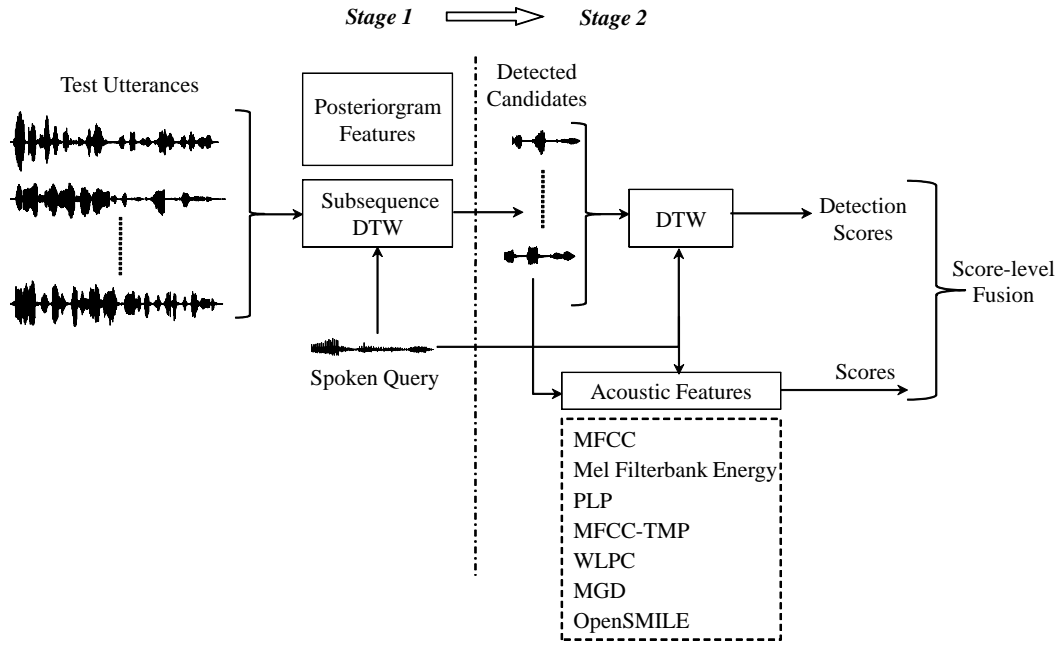 Stage 1
Stage 2
Test Utterances
Posteriorgram
Features
Detected
Candidates
Subsequence
DTW
DTW
Detection
Scores
Score-level
Fusion
Spoken Query
Acoustic Features
Scores
MFCC
Mel Filterbank Energy
PLP
MFCC-TMP
WLPC
MGD
OpenSMILE